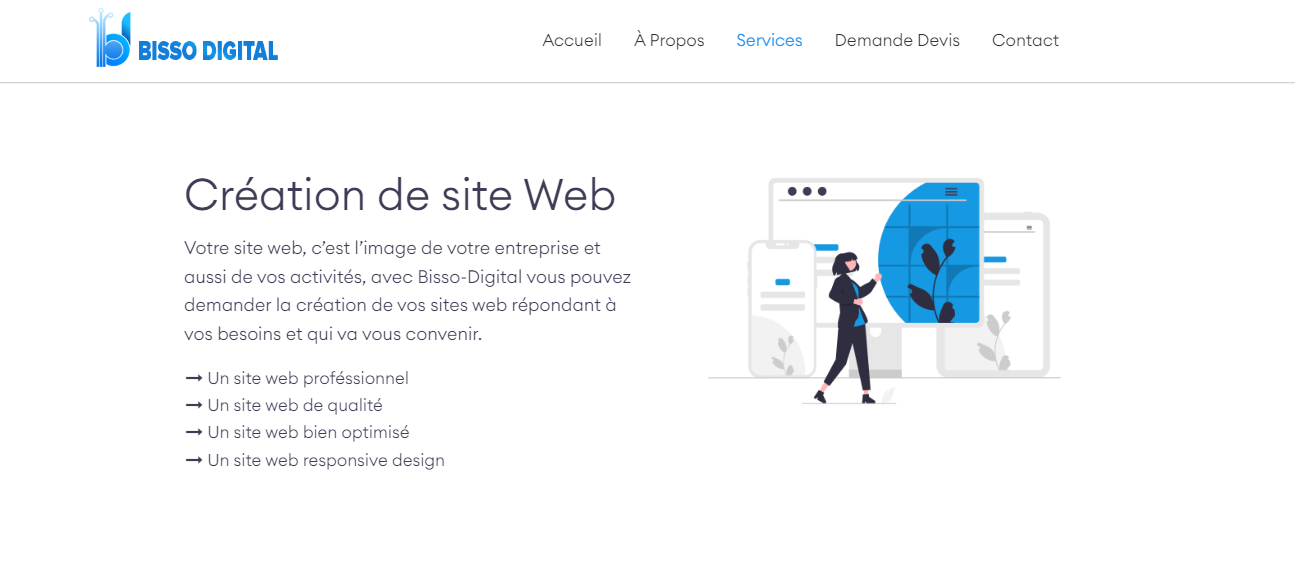 BISSO DIGITAL
Accueil À Propos Services Demande Devis Contact
Création de site Web
Votre site web, c’est l’image de votre entreprise et
aussi de vos activités, avec Bisso-Digital vous pouvez
demander la création de vos sites web répondant à
vos besoins et qui va vous convenir.
→ Un site web proféssionnel
→ Un site web de qualité
→ Un site web bien optimisé
→ Un site web responsive design